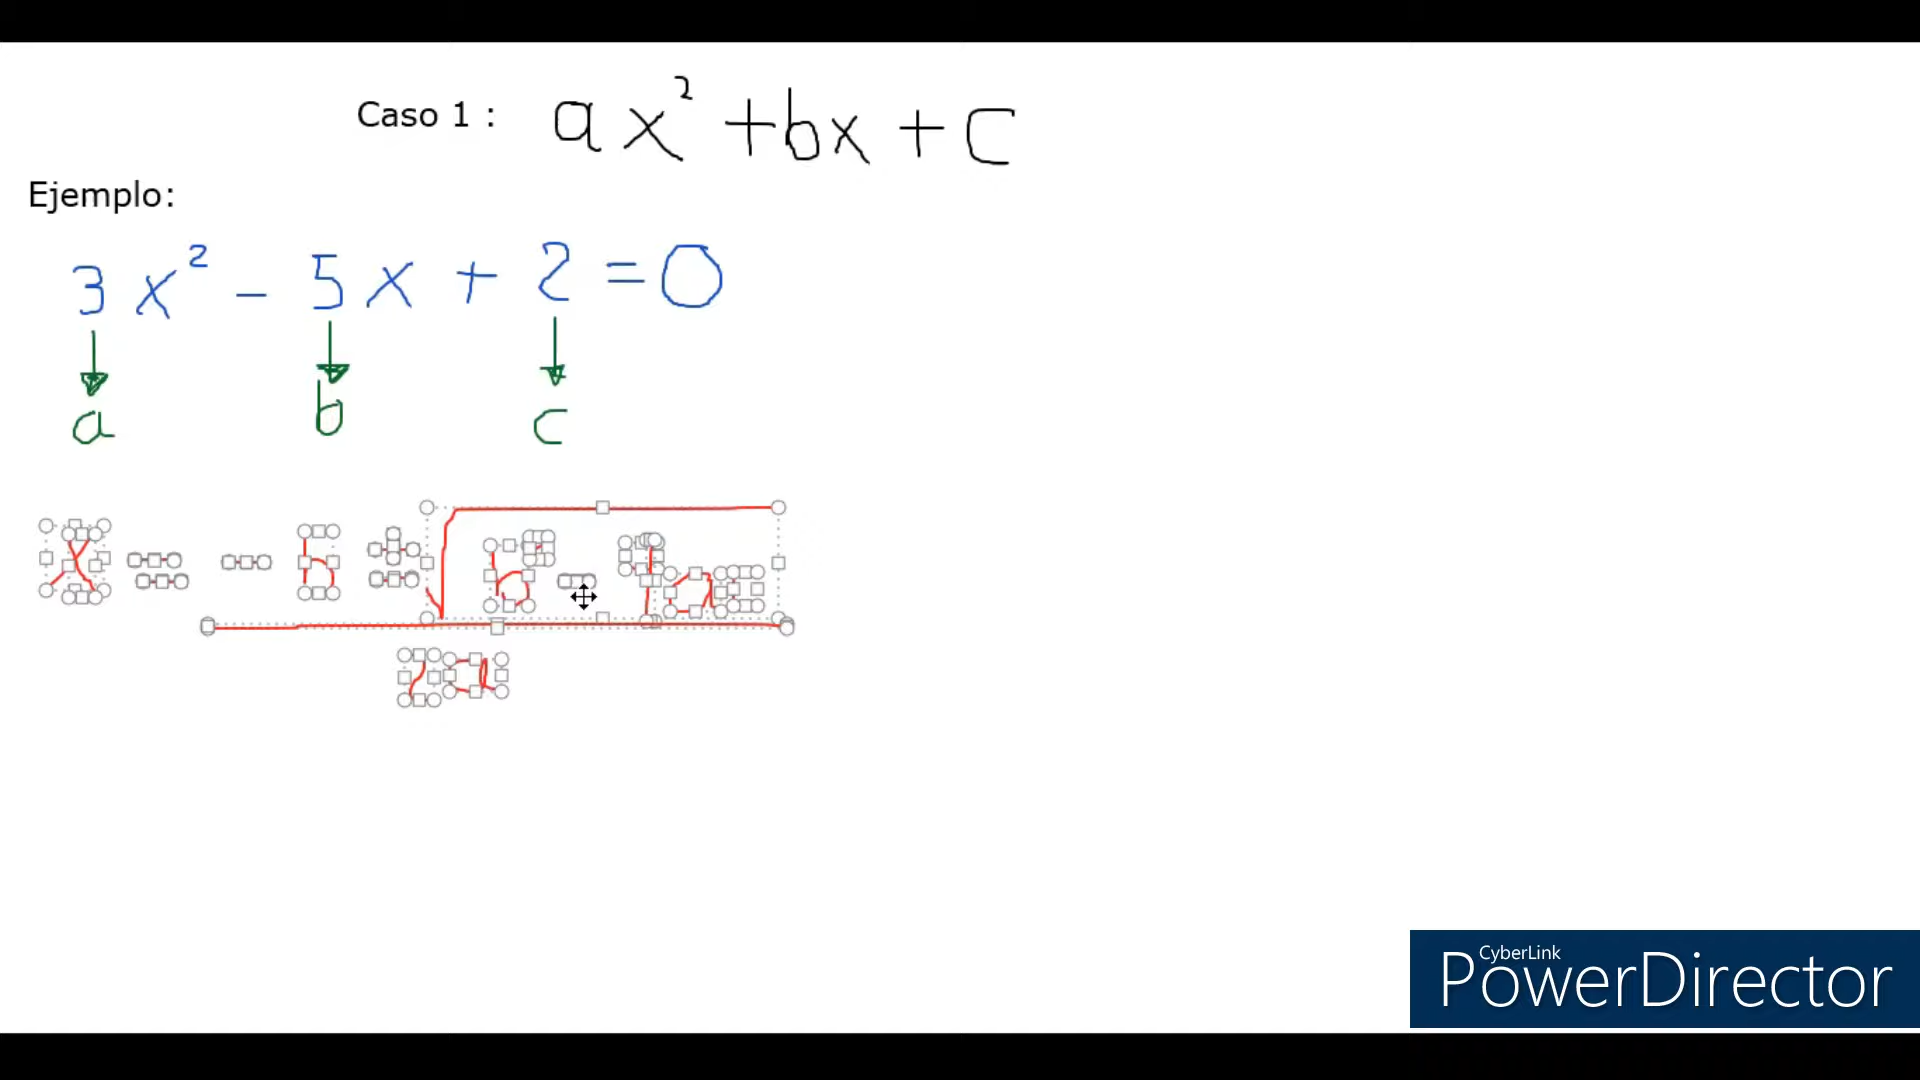 Caso 1 : ax² + bx + c
Ejemplo:
3x² - 5x + 2 = 0
a b c
x = - b ± √ b² - 4ac
2a
CyberLink
PowerDirector